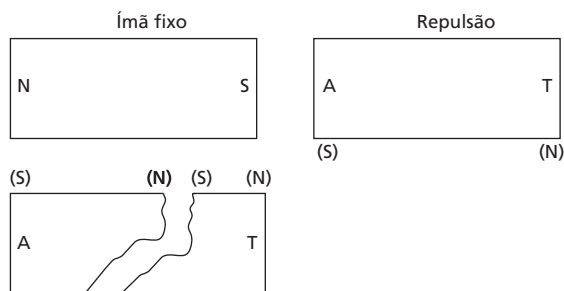 Ímã fixo
Repulsão
N S
A T
(S) (N)
(S) (N) (S) (N)
A T